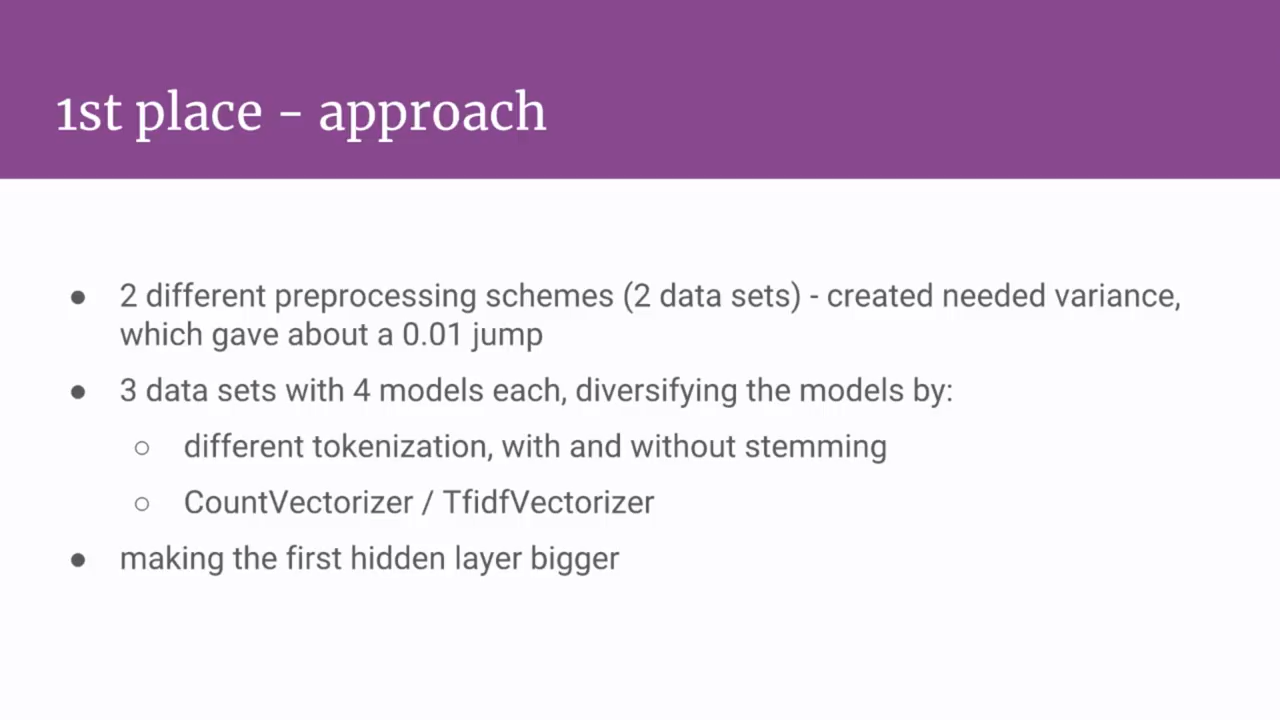 1st place - approach
● 2 different preprocessing schemes (2 data sets) - created needed variance,
which gave about a 0.01 jump
● 3 data sets with 4 models each, diversifying the models by:
○ different tokenization, with and without stemming
○ CountVectorizer / TfidfVectorizer
● making the first hidden layer bigger